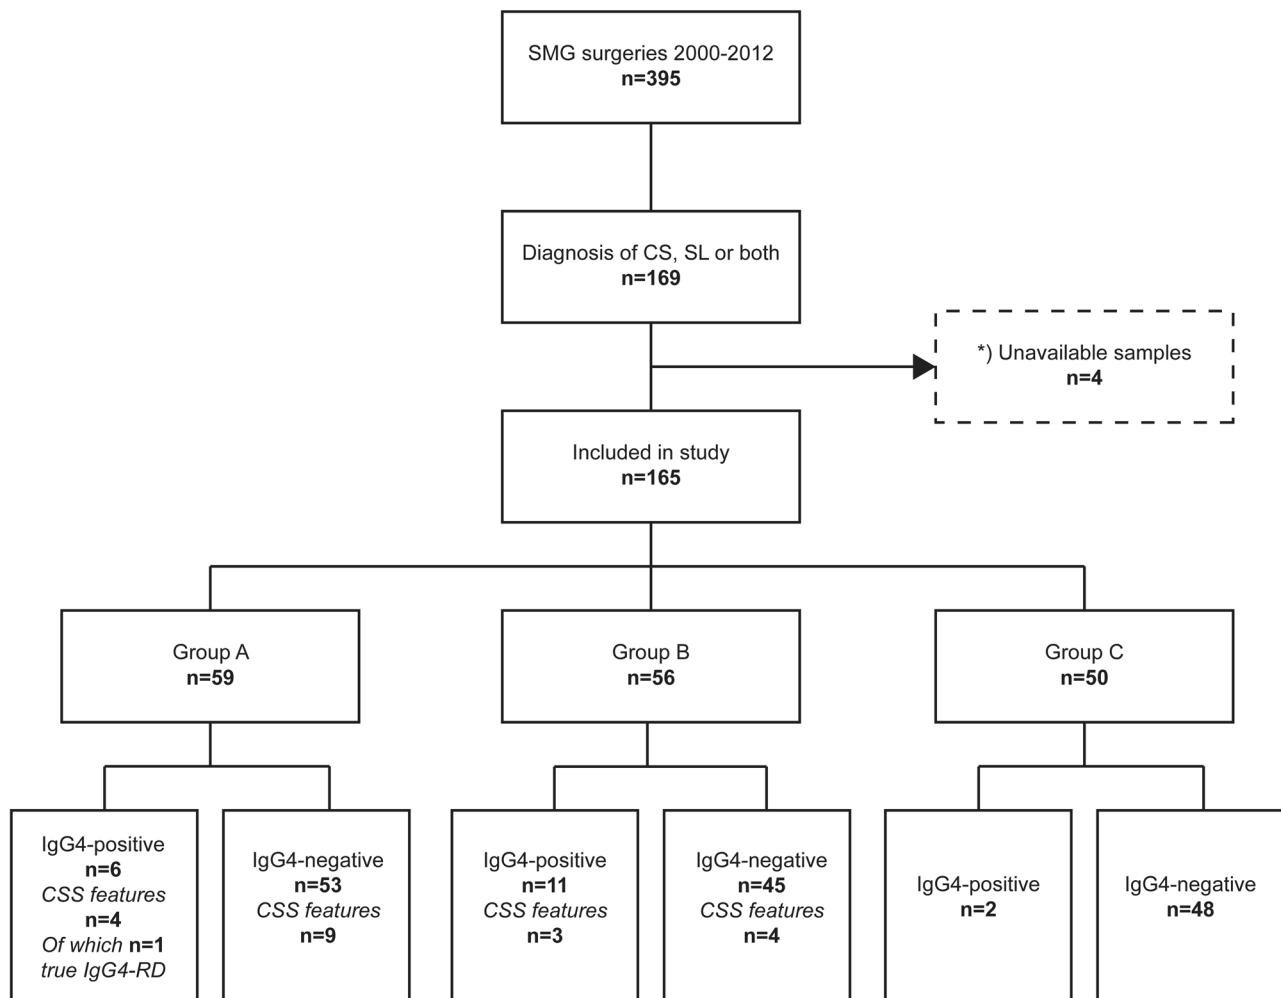 SMG surgeries 2000-2012
n=395
Diagnosis of CS, SL or both
n=169
*) Unavailable samples
n=4
Included in study
n=165
Group A
n=59
Group B
n=56
Group C
n=50
IgG4-positive
n=6
CSS features
n=4
Of which n=1
true IgG4-RD
IgG4-negative
n=53
CSS features
n=9
IgG4-positive
n=11
CSS features
n=3
IgG4-negative
n=45
CSS features
n=4
IgG4-positive
n=2
IgG4-negative
n=48